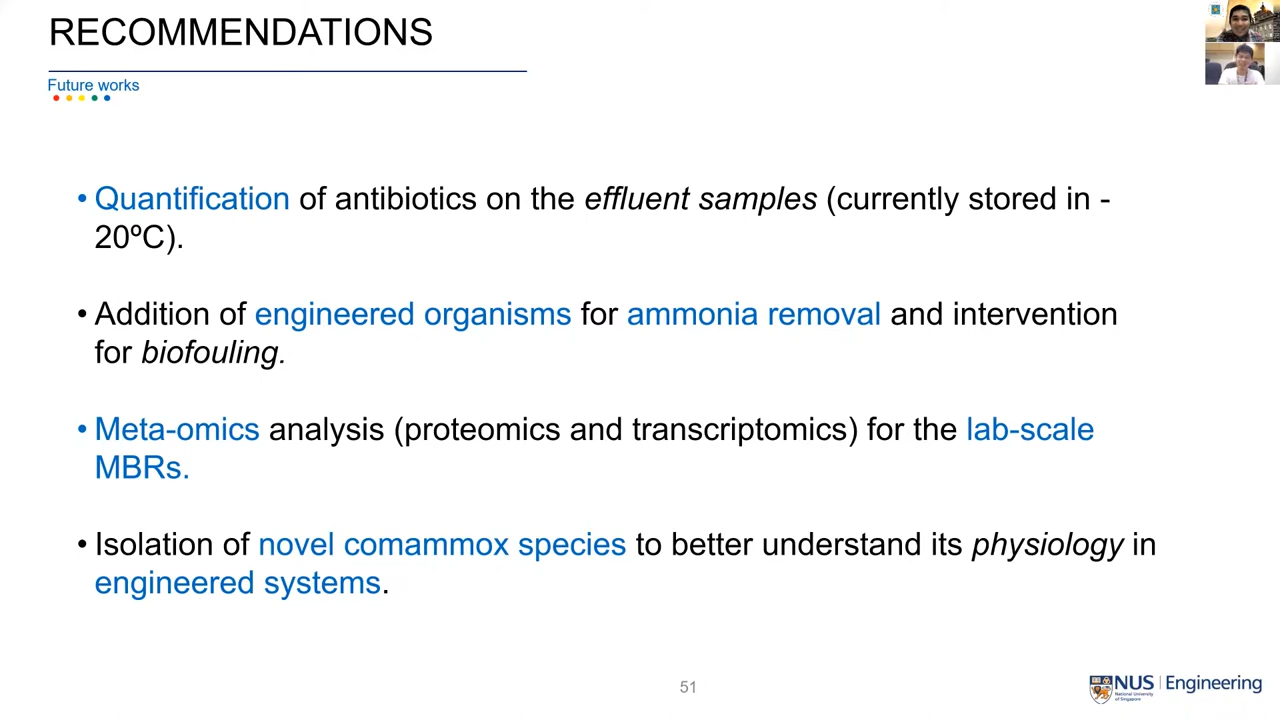 RECOMMENDATIONS
Future works
• Quantification of antibiotics on the effluent samples (currently stored in -
20ºC).
• Addition of engineered organisms for ammonia removal and intervention
for biofouling.
• Meta-omics analysis (proteomics and transcriptomics) for the lab-scale
MBRs.
• Isolation of novel comammox species to better understand its physiology in
engineered systems.
51
NUS | Engineering
National University
of Singapore